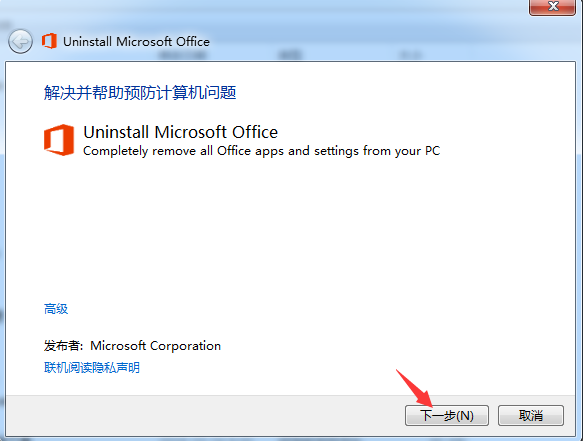 Uninstall Microsoft Office
解决并帮助预防计算机问题
Uninstall Microsoft Office
Completely remove all Office apps and settings from your PC
高级
发布者: Microsoft Corporation
联机阅读隐私声明
下一步(N) 取消